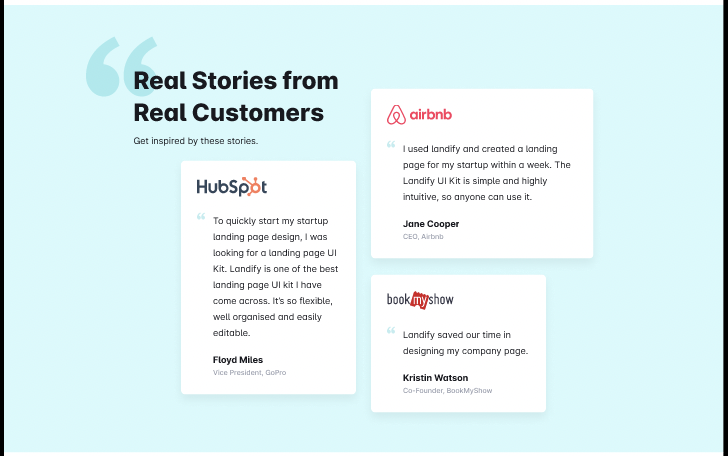 Real Stories from
Real Customers
Get inspired by these stories.
HubSpot
“
To quickly start my startup
landing page design, I was
looking for a landing page UI
Kit. Landify is one of the best
landing page UI kit I have
come across. It's so flexible,
well organised and easily
editable.
Floyd Miles
Vice President, GoPro
airbnb
“
I used landify and created a landing
page for my startup within a week. The
Landify UI Kit is simple and highly
intuitive, so anyone can use it.
Jane Cooper
CEO, Airbnb
bookmyshow
“
Landify saved our time in
designing my company page.
Kristin Watson
Co-Founder, BookMyShow